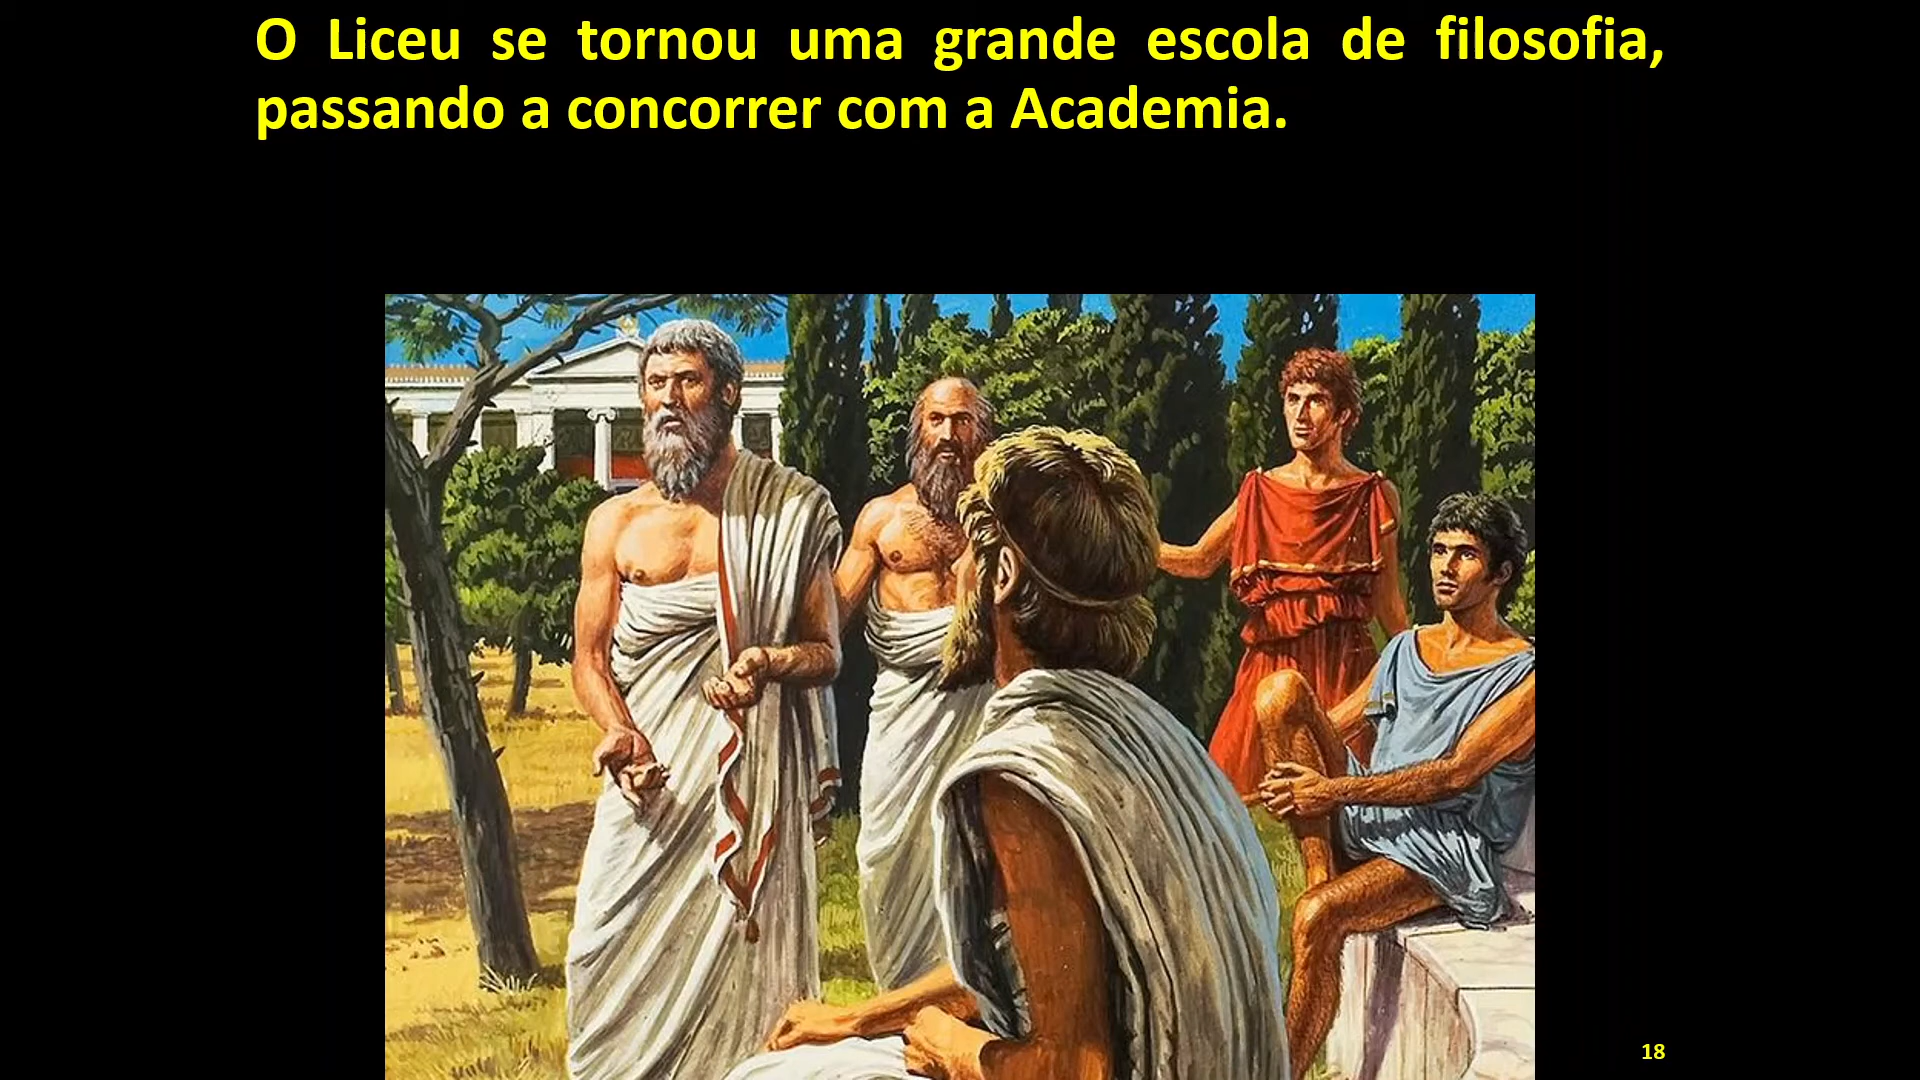 O Liceu se tornou uma grande escola de filosofia,
passando a concorrer com a Academia.
18